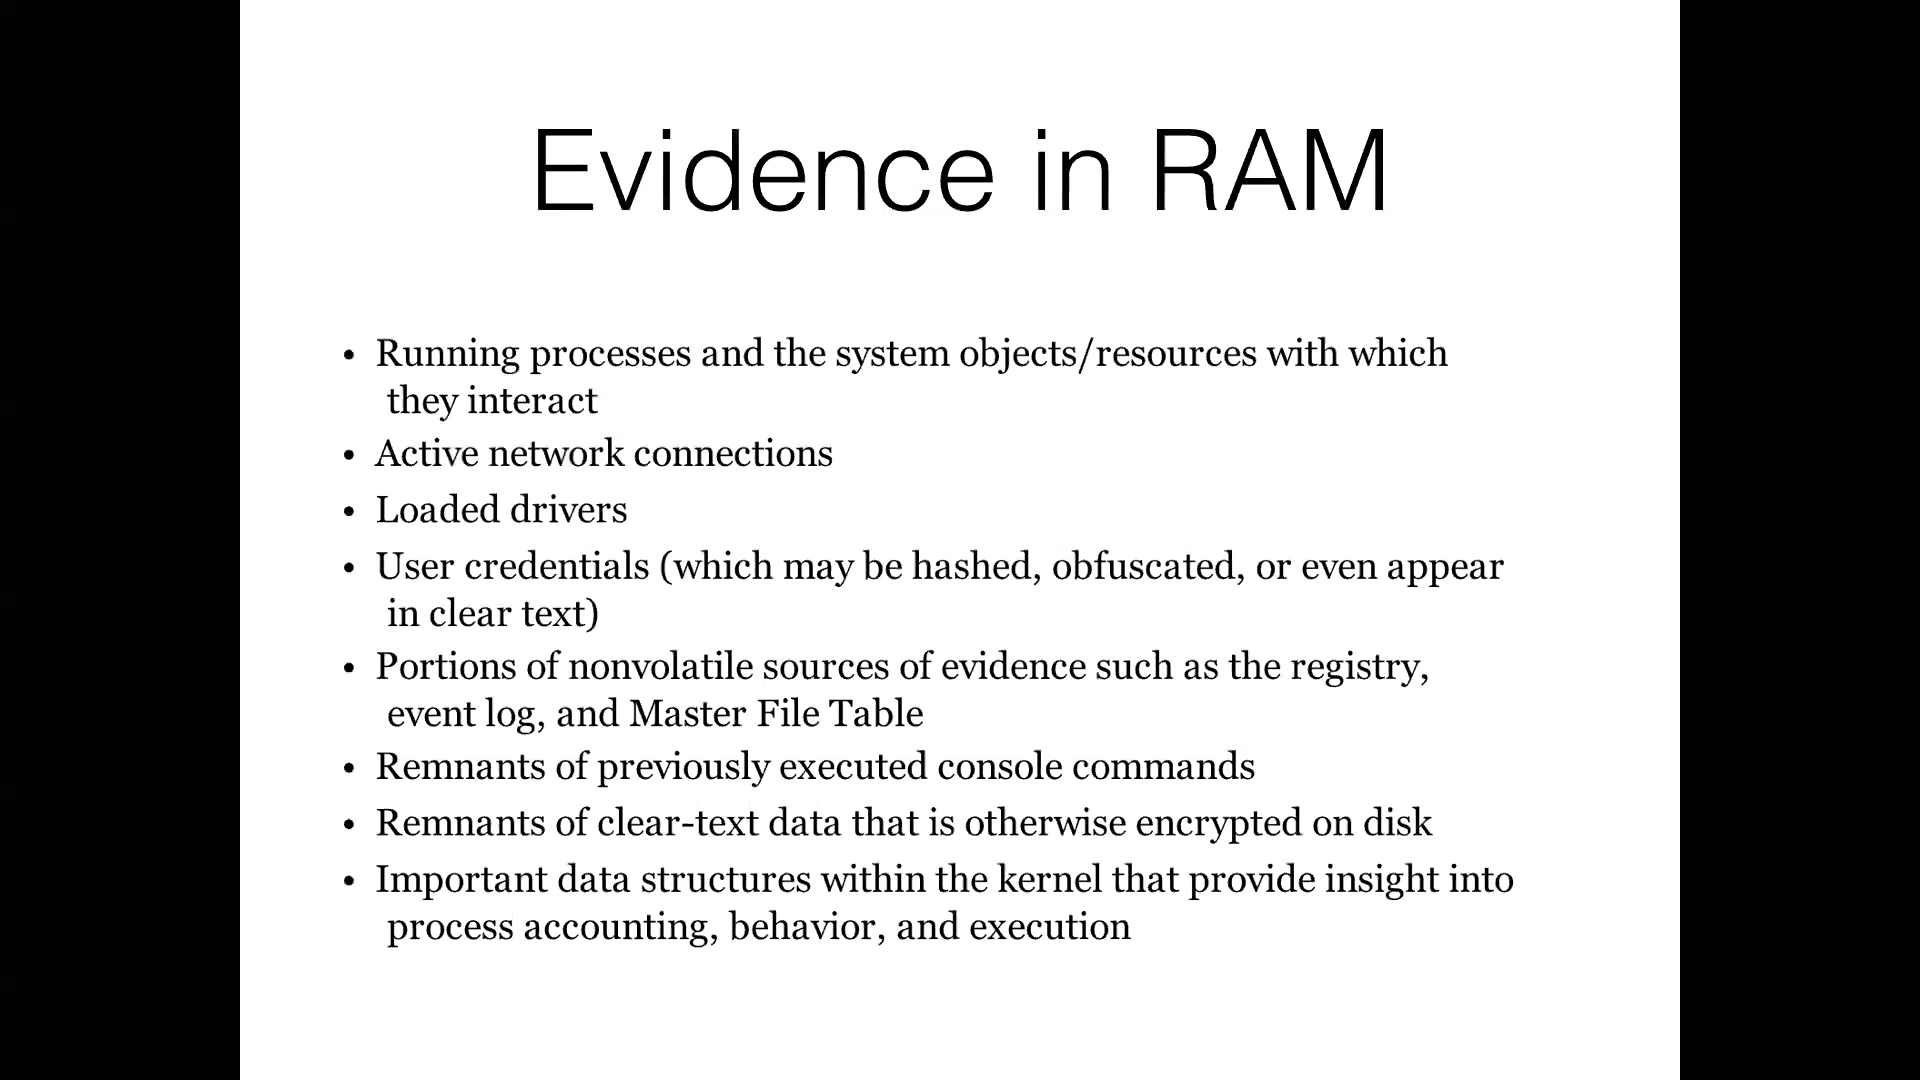 Evidence in RAM
• Running processes and the system objects/resources with which
they interact
• Active network connections
• Loaded drivers
• User credentials (which may be hashed, obfuscated, or even appear
in clear text)
• Portions of nonvolatile sources of evidence such as the registry,
event log, and Master File Table
• Remnants of previously executed console commands
• Remnants of clear-text data that is otherwise encrypted on disk
• Important data structures within the kernel that provide insight into
process accounting, behavior, and execution